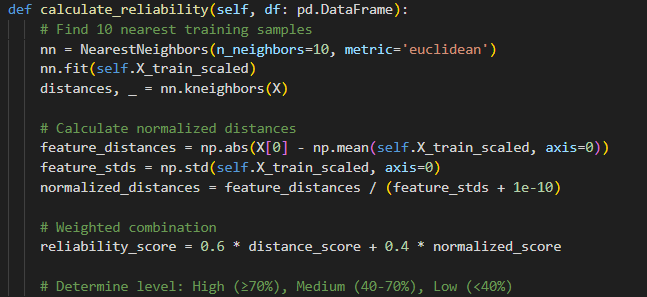 def calculate_reliability(self, df: pd.DataFrame):
    # Find 10 nearest training samples
    nn = NearestNeighbors(n_neighbors=10, metric='euclidean')
    nn.fit(self.X_train_scaled)
    distances, _ = nn.kneighbors(X)

    # Calculate normalized distances
    feature_distances = np.abs(X[0] - np.mean(self.X_train_scaled, axis=0))
    feature_stds = np.std(self.X_train_scaled, axis=0)
    normalized_distances = feature_distances / (feature_stds + 1e-10)

    # Weighted combination
    reliability_score = 0.6 * distance_score + 0.4 * normalized_score

    # Determine level: High (≥70%), Medium (40-70%), Low (<40%)